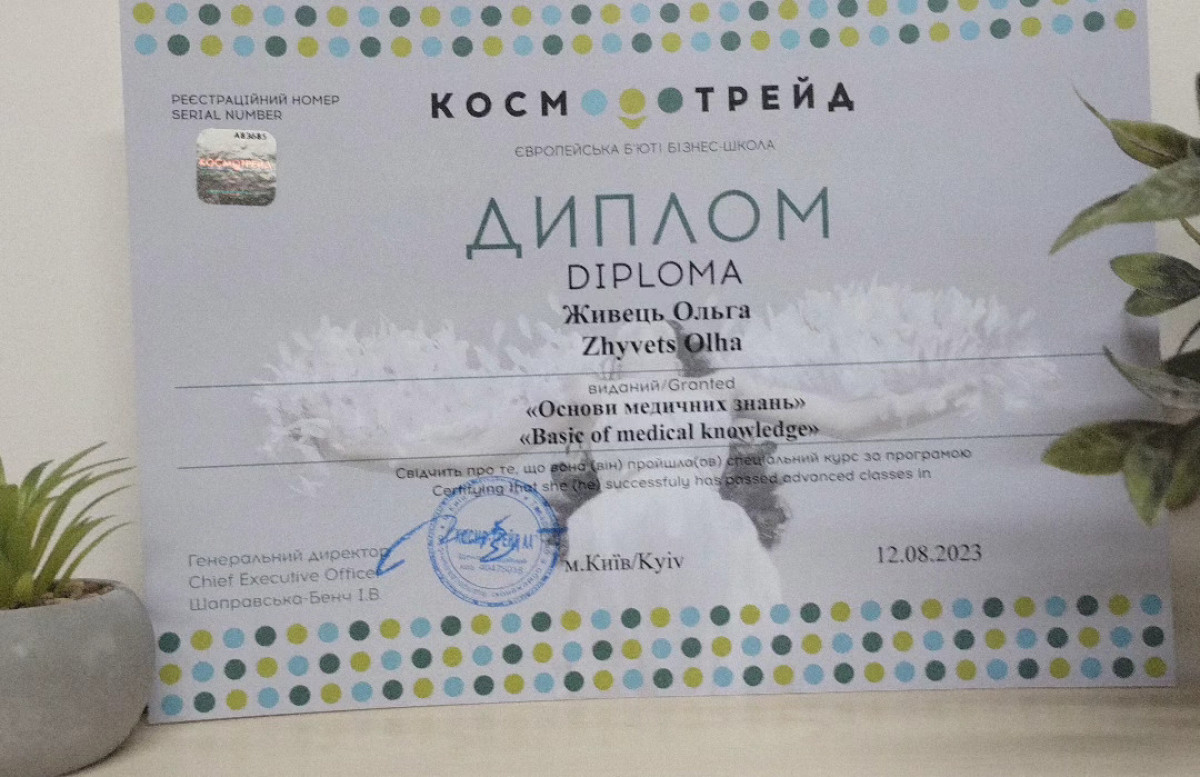 РЕЄСТРАЦІЙНИЙ НОМЕР
SERIAL NUMBER
АВ3685
КОСМОТРЕЙД
КОСМ ТРЕЙД
ЄВРОПЕЙСЬКА Б'ЮТІ БІЗНЕС-ШКОЛА
ДИПЛОМ
DIPLOMA
Живець Ольга
Zhyvets Olha
виданий/Granted
«Основи медичних знань»
«Basic of medical knowledge»
Свідчить про те, що вона (він) пройшла(ов) спеціальний курс за програмою
Certifying that she (he) successfuly has passed advanced classes in
Генеральний директор
Chief Executive Officer
Шаправська-Бенч І.В
м.Київ/Kyiv
12.08.2023